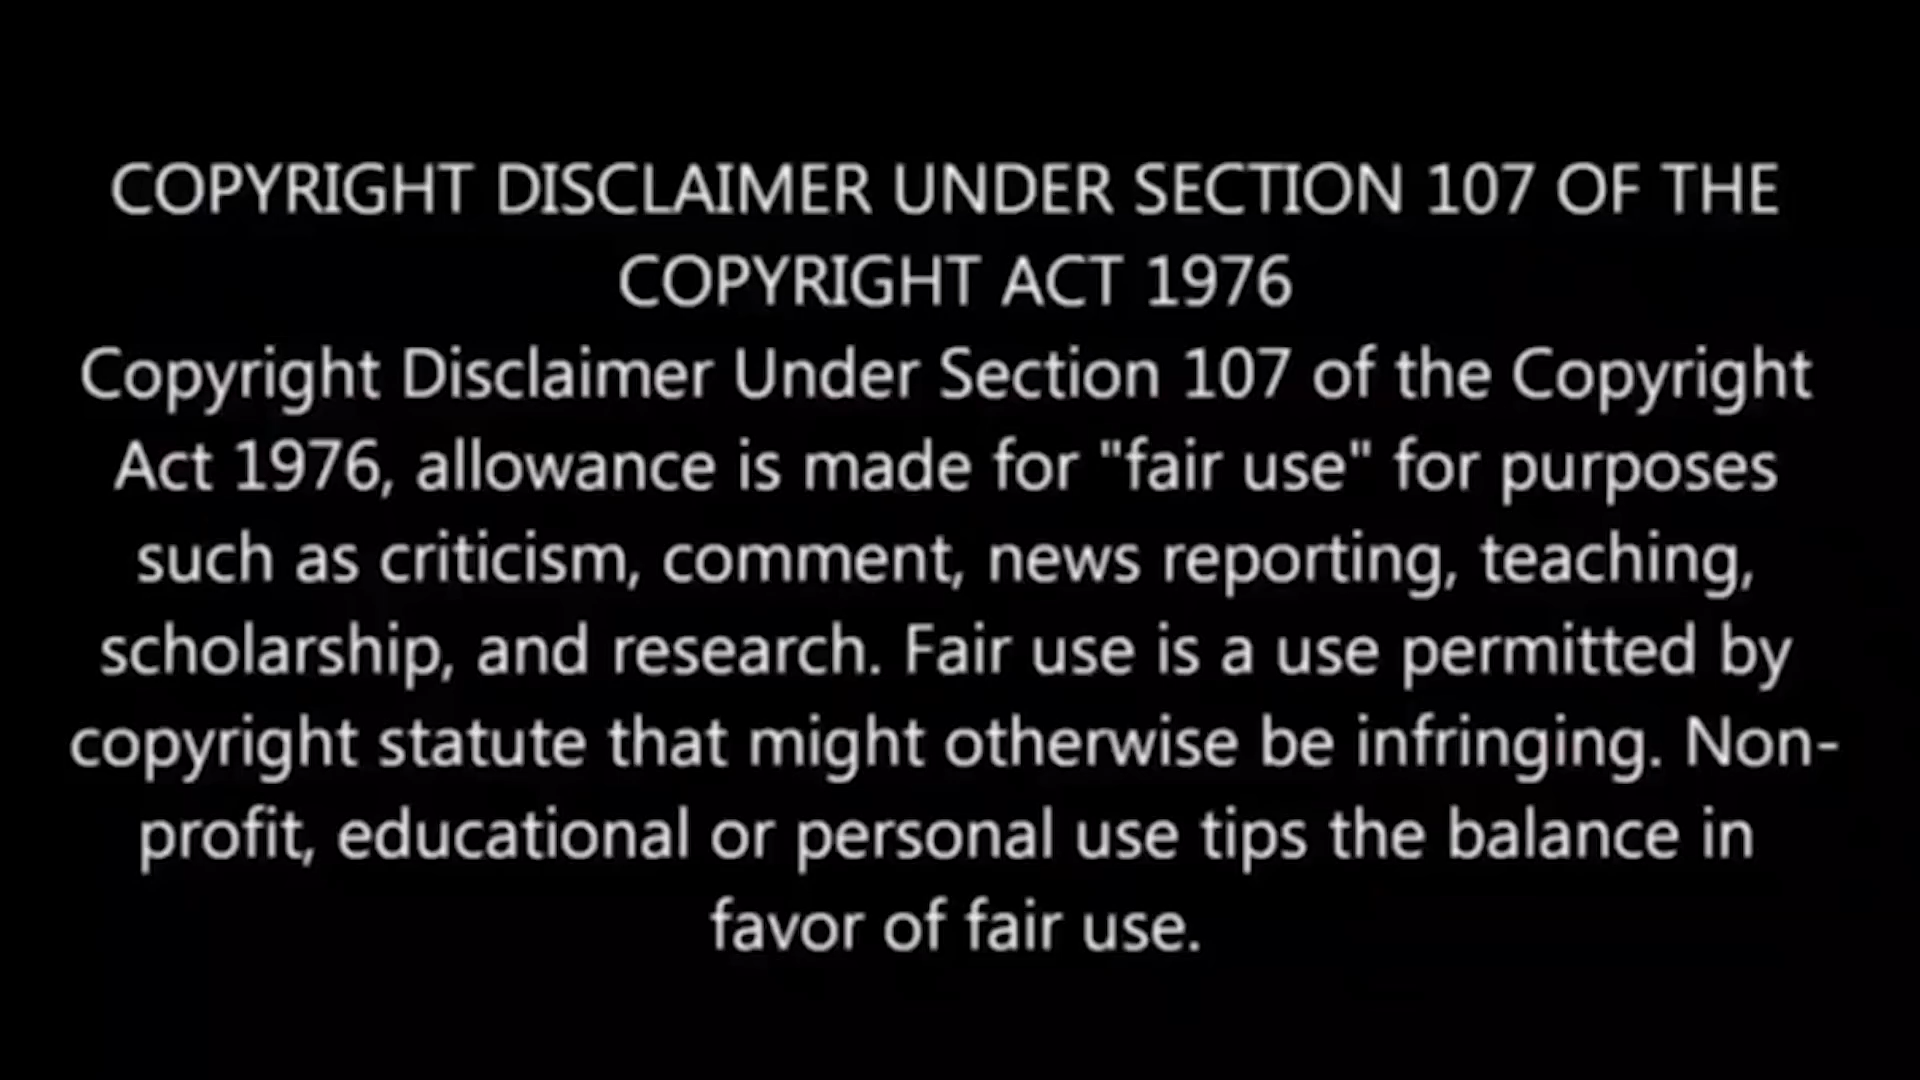 COPYRIGHT DISCLAIMER UNDER SECTION 107 OF THE
COPYRIGHT ACT 1976
Copyright Disclaimer Under Section 107 of the Copyright
Act 1976, allowance is made for "fair use" for purposes
such as criticism, comment, news reporting, teaching,
scholarship, and research. Fair use is a use permitted by
copyright statute that might otherwise be infringing. Non-
profit, educational or personal use tips the balance in
favor of fair use.